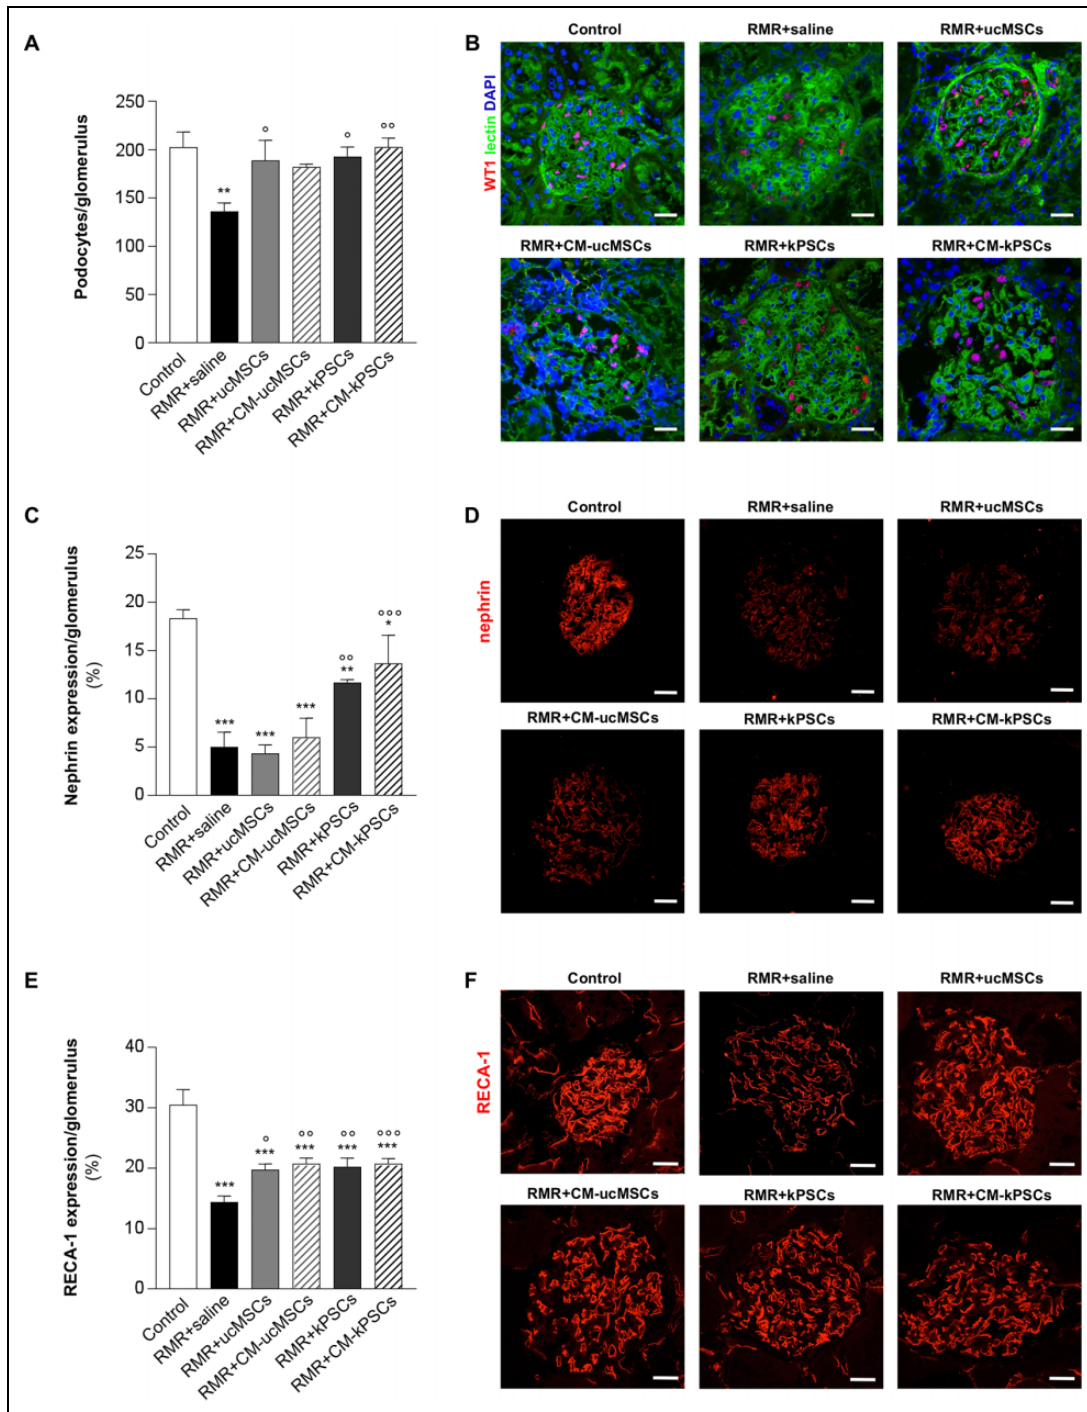 A
Podocytes/glomerulus
250
200
150
100
50
0
**
°
°
°°
Control
RMR+saline
RMR+ucMSCs
RMR+CM-ucMSCs
RMR+kPSCs
RMR+CM-kPSCs
B
WT1 lectin DAPI
Control
RMR+saline
RMR+ucMSCs
RMR+CM-ucMSCs
RMR+kPSCs
RMR+CM-kPSCs
C
Nephrin expression/glomerulus
(%)
25
20
15
10
5
0
***
***
***
°°
**
°°°
*
Control
RMR+saline
RMR+ucMSCs
RMR+CM-ucMSCs
RMR+kPSCs
RMR+CM-kPSCs
D
nephrin
Control
RMR+saline
RMR+ucMSCs
RMR+CM-ucMSCs
RMR+kPSCs
RMR+CM-kPSCs
E
RECA-1 expression/glomerulus
(%)
40
30
20
10
0
***
°
***
°°
***
°°
***
°°°
***
Control
RMR+saline
RMR+ucMSCs
RMR+CM-ucMSCs
RMR+kPSCs
RMR+CM-kPSCs
F
RECA-1
Control
RMR+saline
RMR+ucMSCs
RMR+CM-ucMSCs
RMR+kPSCs
RMR+CM-kPSCs